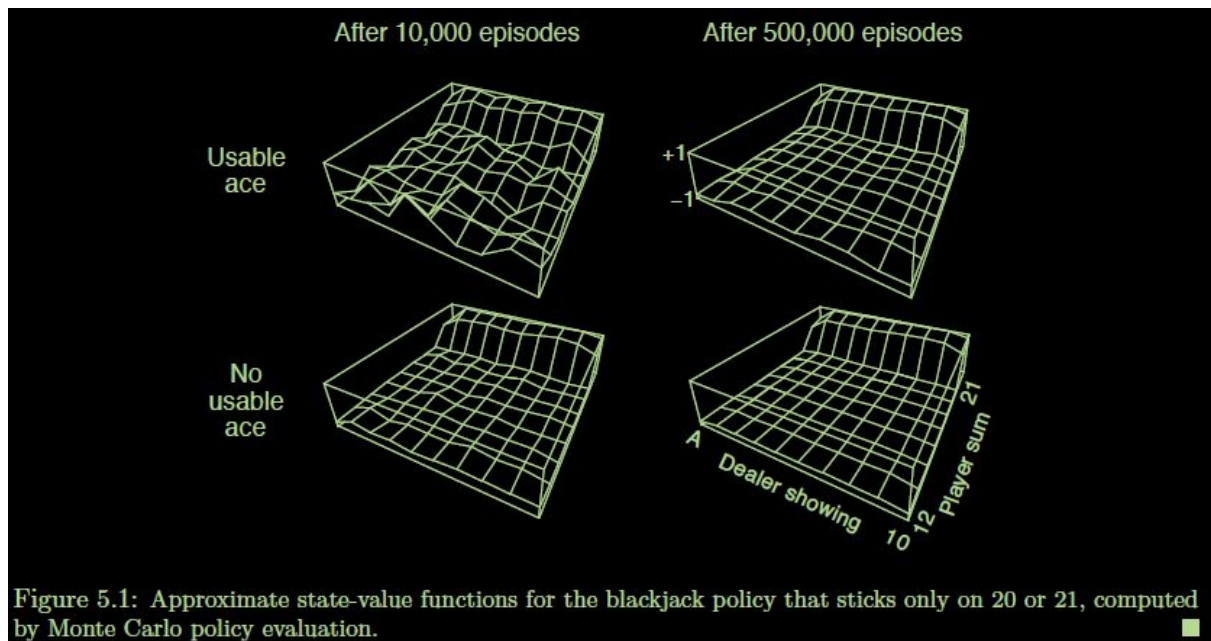 After 10,000 episodes
After 500,000 episodes
Usable
ace
+1
−1
No
usable
ace
A
Dealer showing
10
12
Player sum
21
Figure 5.1: Approximate state-value functions for the blackjack policy that sticks only on 20 or 21, computed
by Monte Carlo policy evaluation.